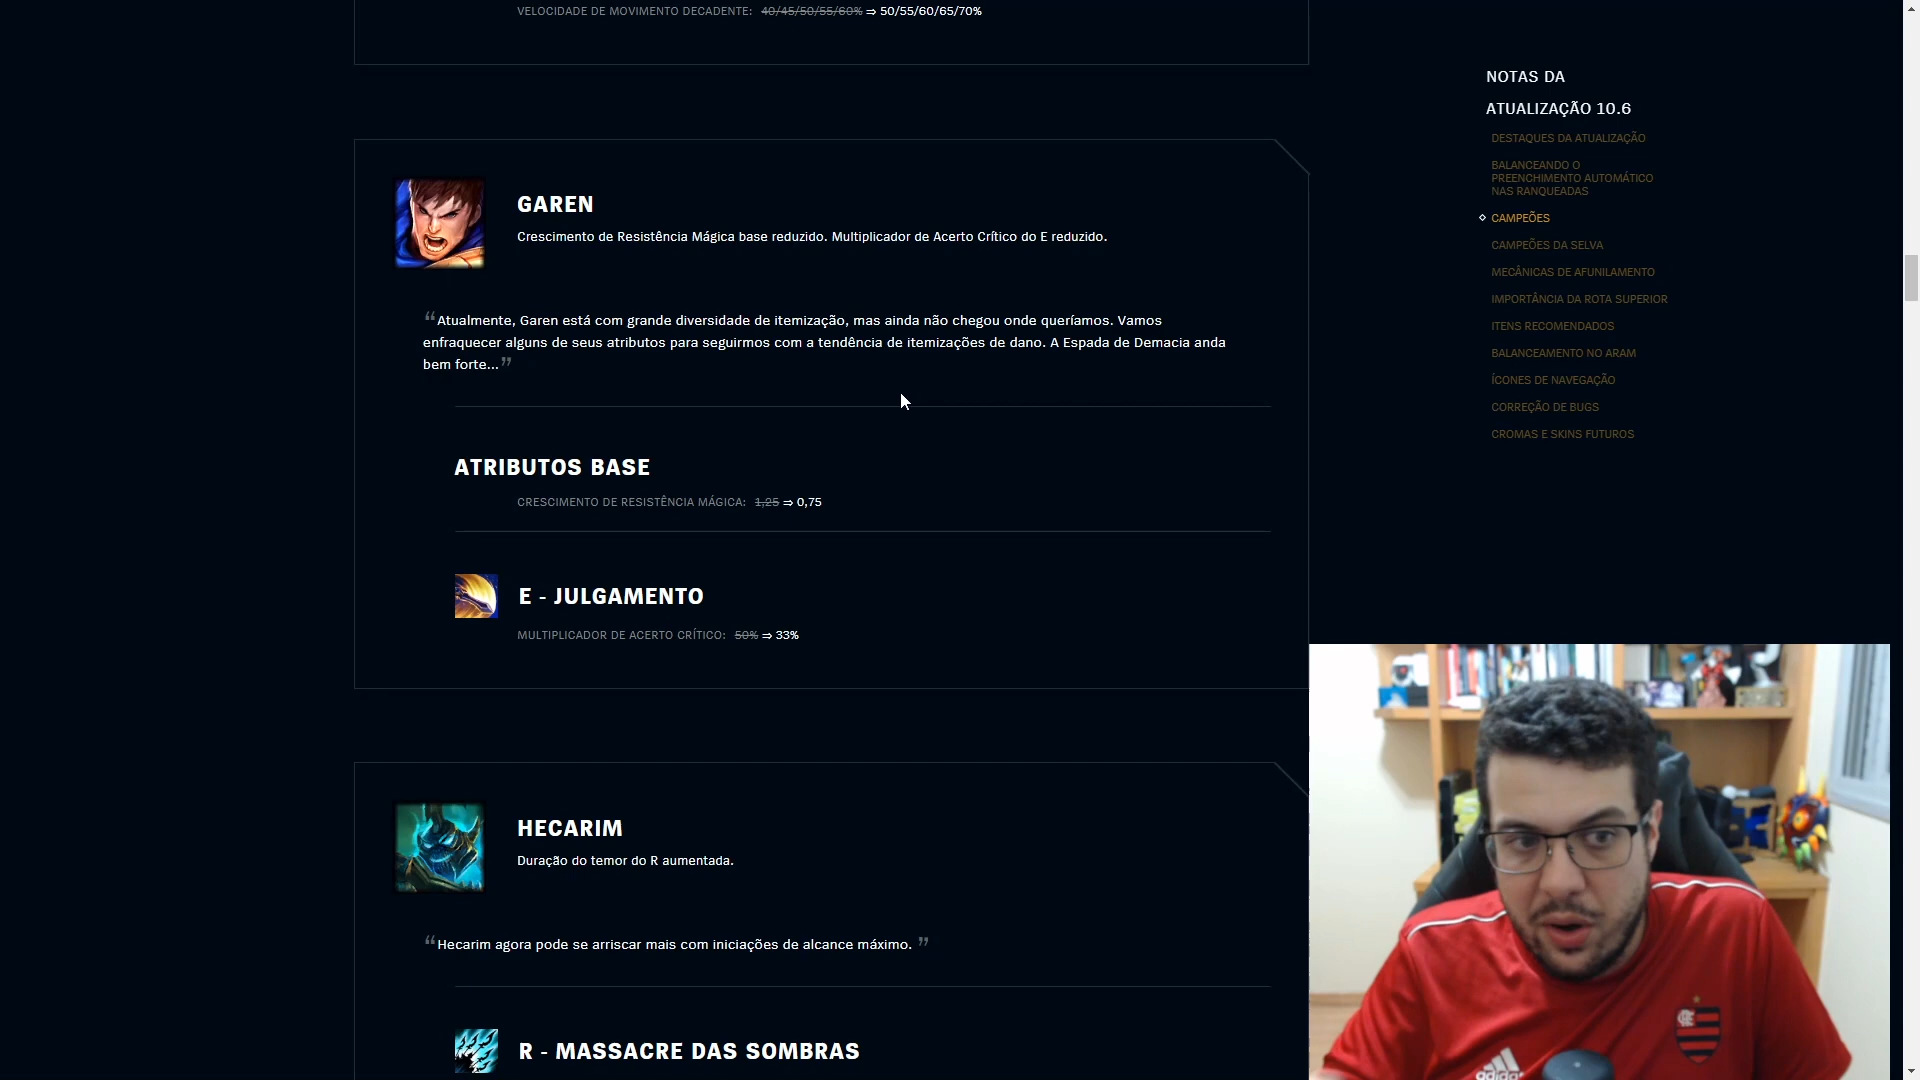 VELOCIDADE DE MOVIMENTO DECADENTE: 40/45/50/55/60% ⇒ 50/55/60/65/70%
GAREN
Crescimento de Resistência Mágica base reduzido. Multiplicador de Acerto Crítico do E reduzido.
“Atualmente, Garen está com grande diversidade de itemização, mas ainda não chegou onde queríamos. Vamos
enfraquecer alguns de seus atributos para seguirmos com a tendência de itemizações de dano. A Espada de Demacia anda
bem forte...”
ATRIBUTOS BASE
CRESCIMENTO DE RESISTÊNCIA MÁGICA: 1,25 ⇒ 0,75
E - JULGAMENTO
MULTIPLICADOR DE ACERTO CRÍTICO: 50% ⇒ 33%
HECARIM
Duração do temor do R aumentada.
“Hecarim agora pode se arriscar mais com iniciações de alcance máximo. ”
R - MASSACRE DAS SOMBRAS
NOTAS DA
ATUALIZAÇÃO 10.6
DESTAQUES DA ATUALIZAÇÃO
BALANCEANDO O
PREENCHIMENTO AUTOMÁTICO
NAS RANQUEADAS
CAMPEÕES
CAMPEÕES DA SELVA
MECÂNICAS DE AFUNILAMENTO
IMPORTÂNCIA DA ROTA SUPERIOR
ITENS RECOMENDADOS
BALANCEAMENTO NO ARAM
ÍCONES DE NAVEGAÇÃO
CORREÇÃO DE BUGS
CROMAS E SKINS FUTUROS
adidas